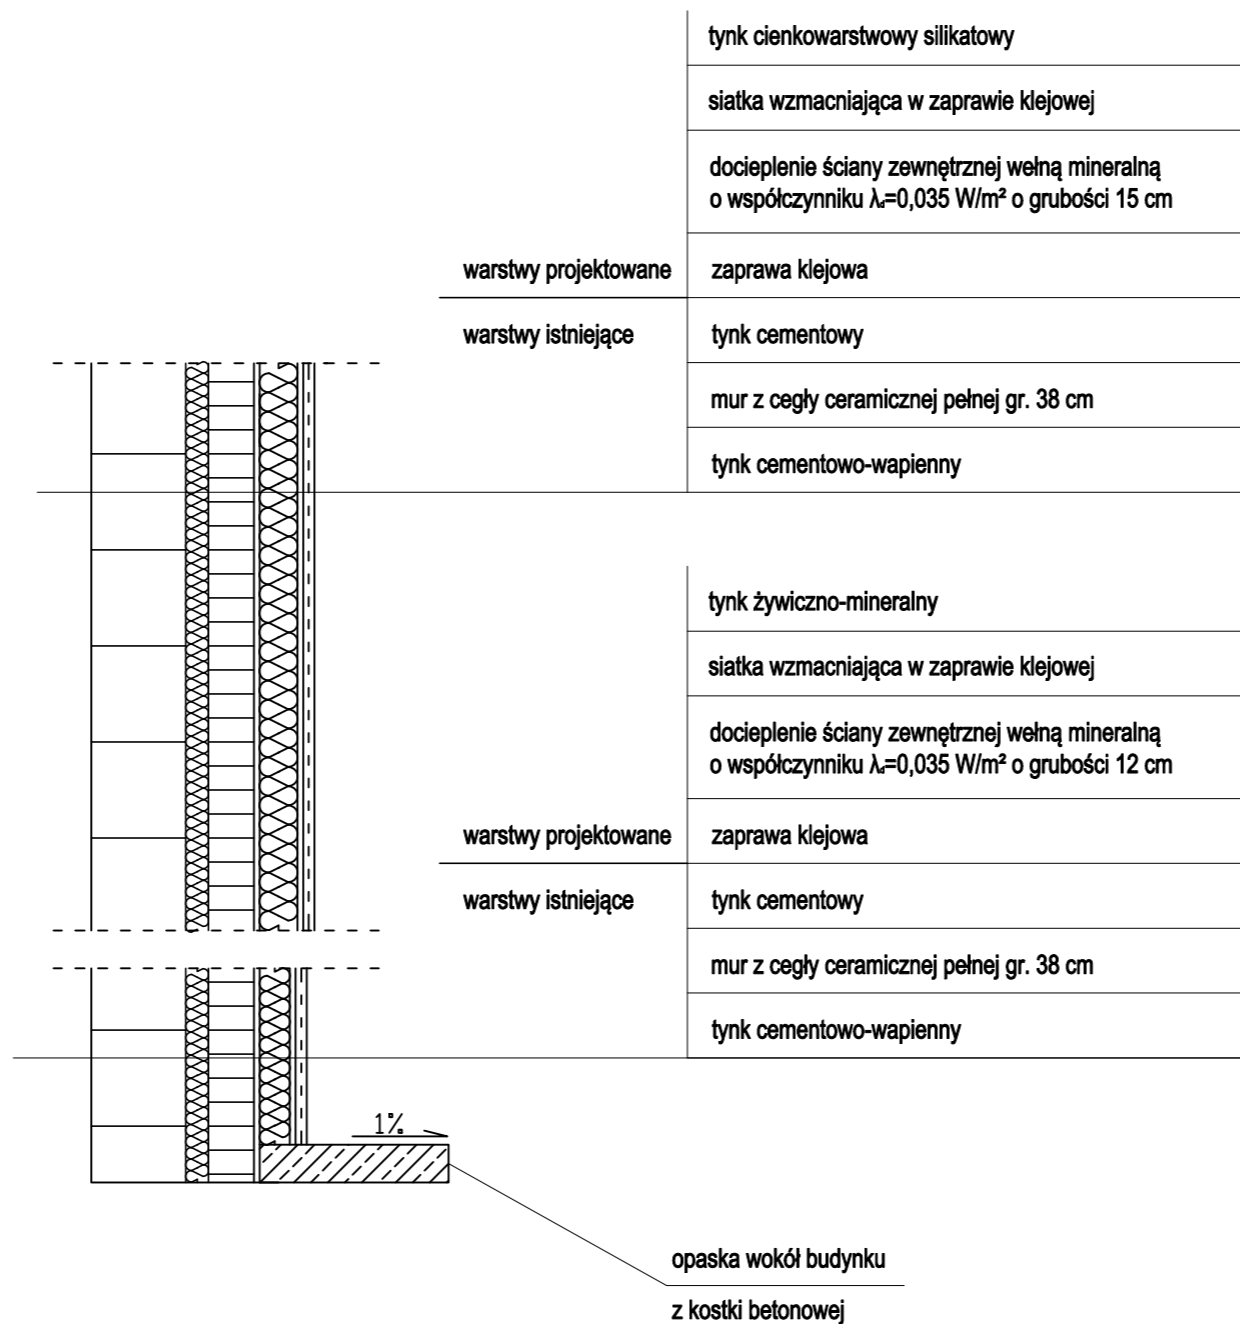 tynk cienkowarstwowy silikatowy
siatka wzmacniająca w zaprawie klejowej
docieplenie ściany zewnętrznej wełną mineralną
o współczynniku λd=0,035 W/m² o grubości 15 cm
warstwy projektowane
zaprawa klejowa
warstwy istniejące
tynk cementowy
mur z cegły ceramicznej pełnej gr. 38 cm
tynk cementowo-wapienny
tynk żywiczno-mineralny
siatka wzmacniająca w zaprawie klejowej
docieplenie ściany zewnętrznej wełną mineralną
o współczynniku λd=0,035 W/m² o grubości 12 cm
warstwy projektowane
zaprawa klejowa
warstwy istniejące
tynk cementowy
mur z cegły ceramicznej pełnej gr. 38 cm
tynk cementowo-wapienny
1%
opaska wokół budynku
z kostki betonowej